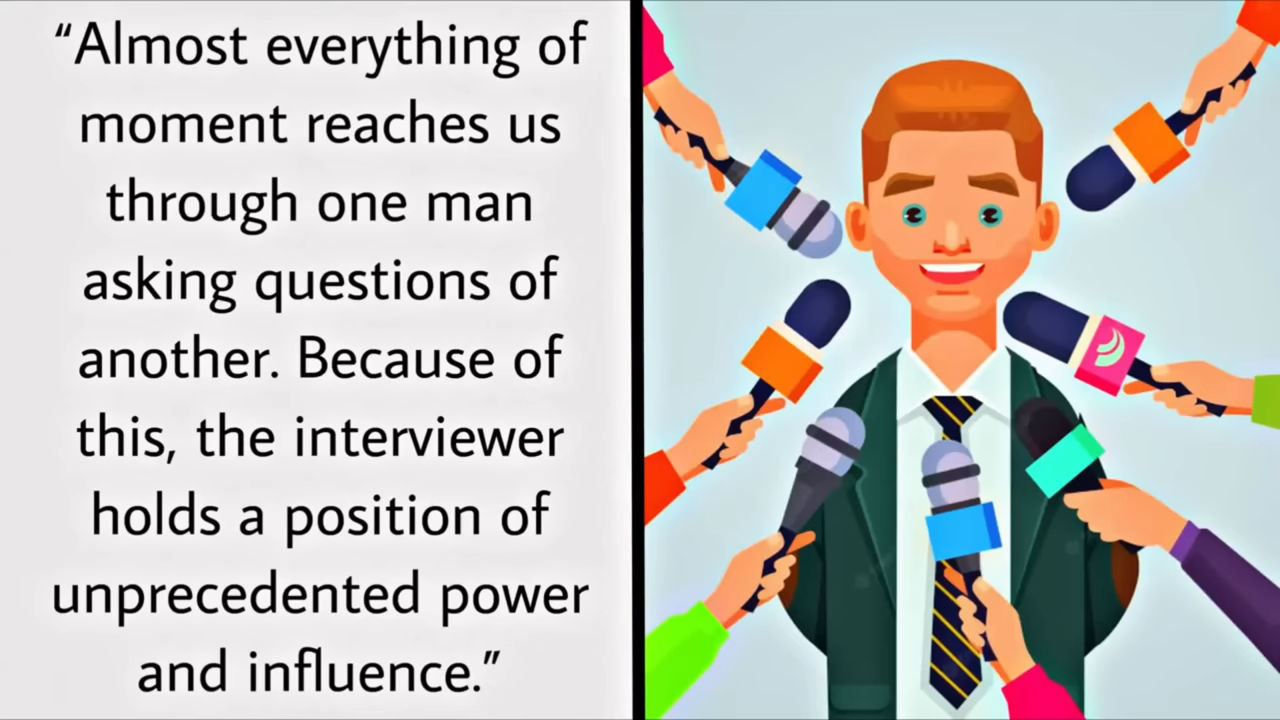 “Almost everything of
moment reaches us
through one man
asking questions of
another. Because of
this, the interviewer
holds a position of
unprecedented power
and influence.”